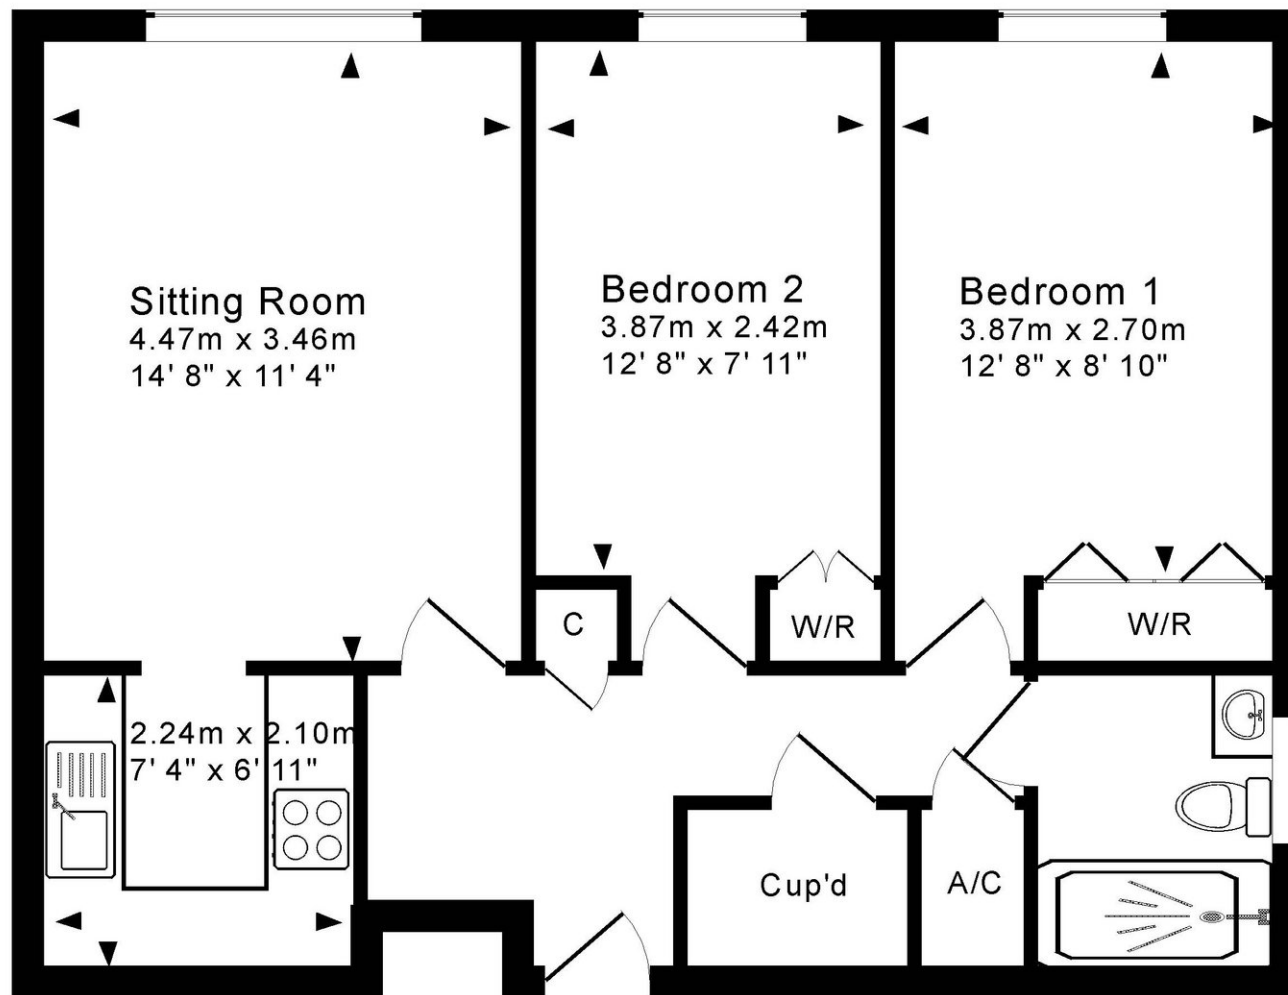 Sitting Room
4.47m x 3.46m
14' 8" x 11' 4"
Bedroom 2
3.87m x 2.42m
12' 8" x 7' 11"
Bedroom 1
3.87m x 2.70m
12' 8" x 8' 10"
C
W/R
W/R
2.24m x 2.10m
7' 4" x 6' 11"
Cup'd
A/C